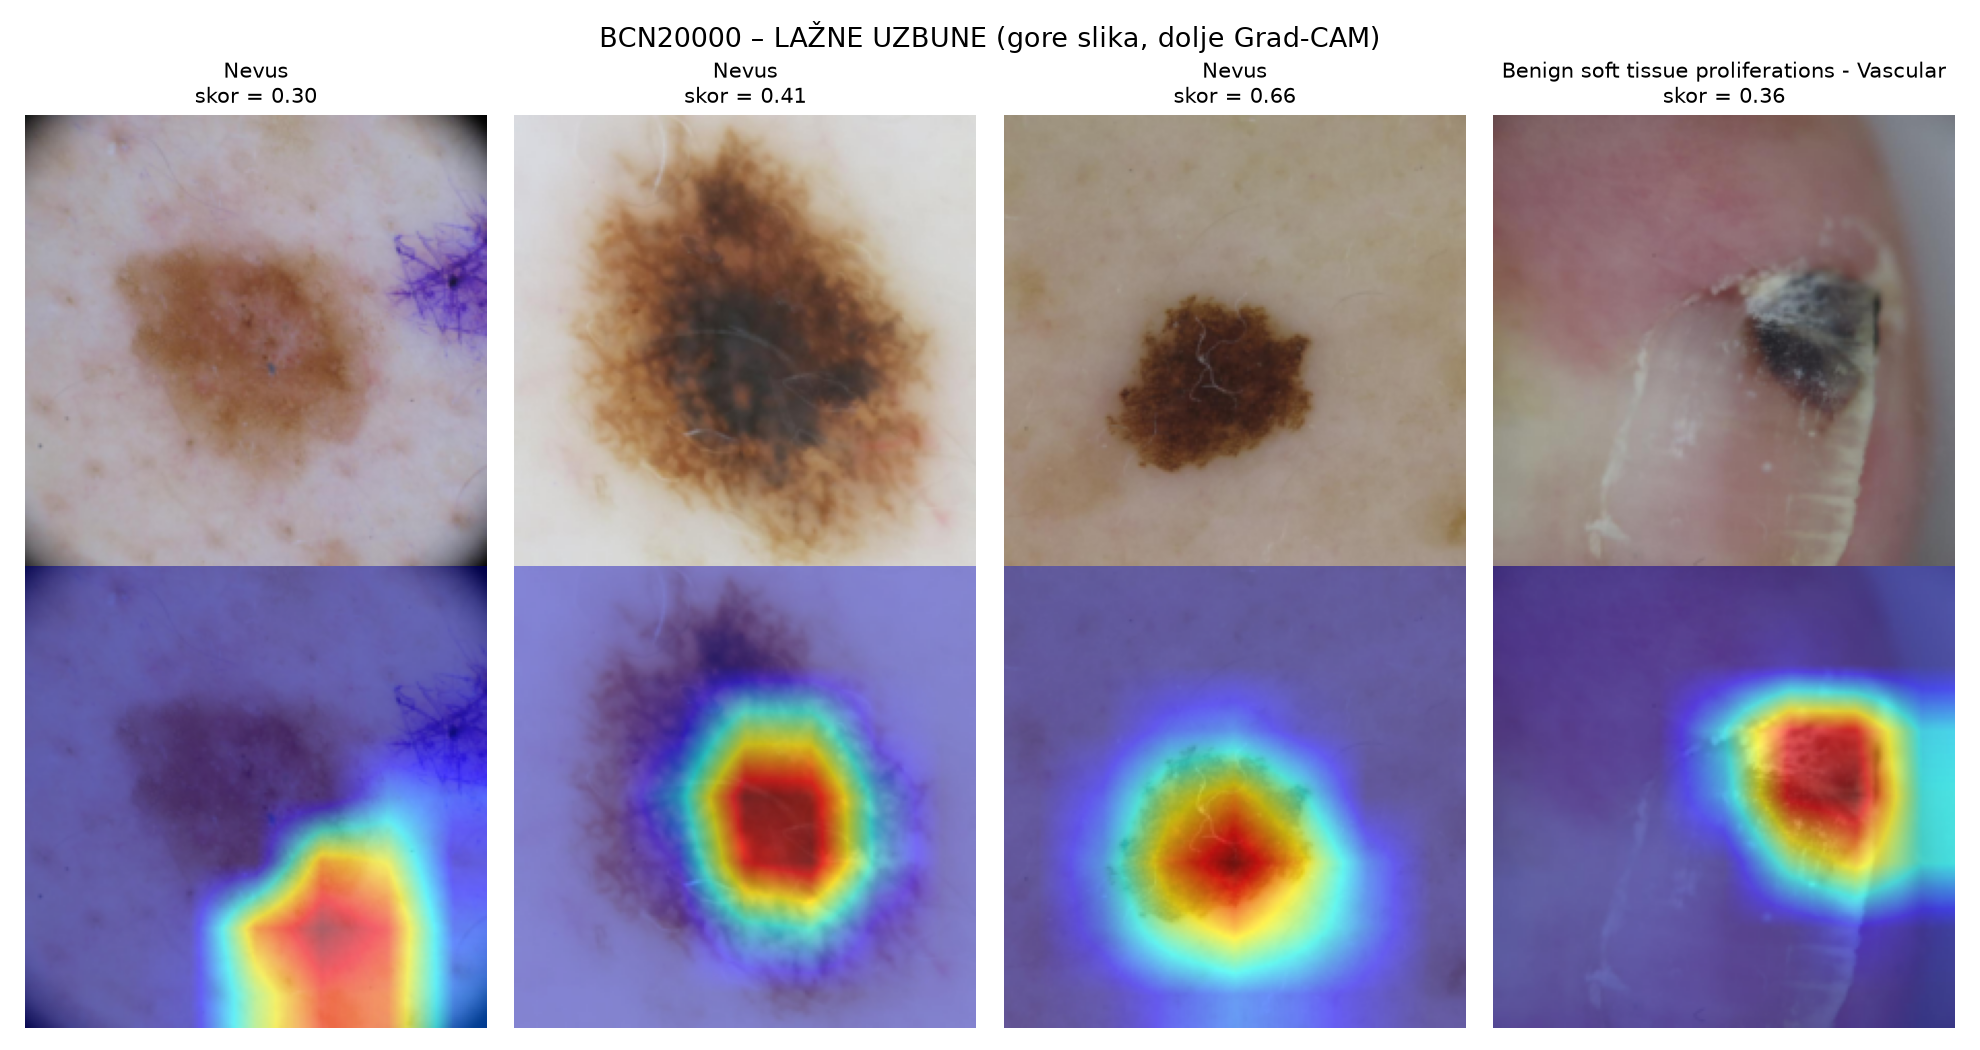 BCN20000 – LAŽNE UZBUNE (gore slika, dolje Grad-CAM)
Nevus
skor = 0.30
Nevus
skor = 0.41
Nevus
skor = 0.66
Benign soft tissue proliferations - Vascular
skor = 0.36